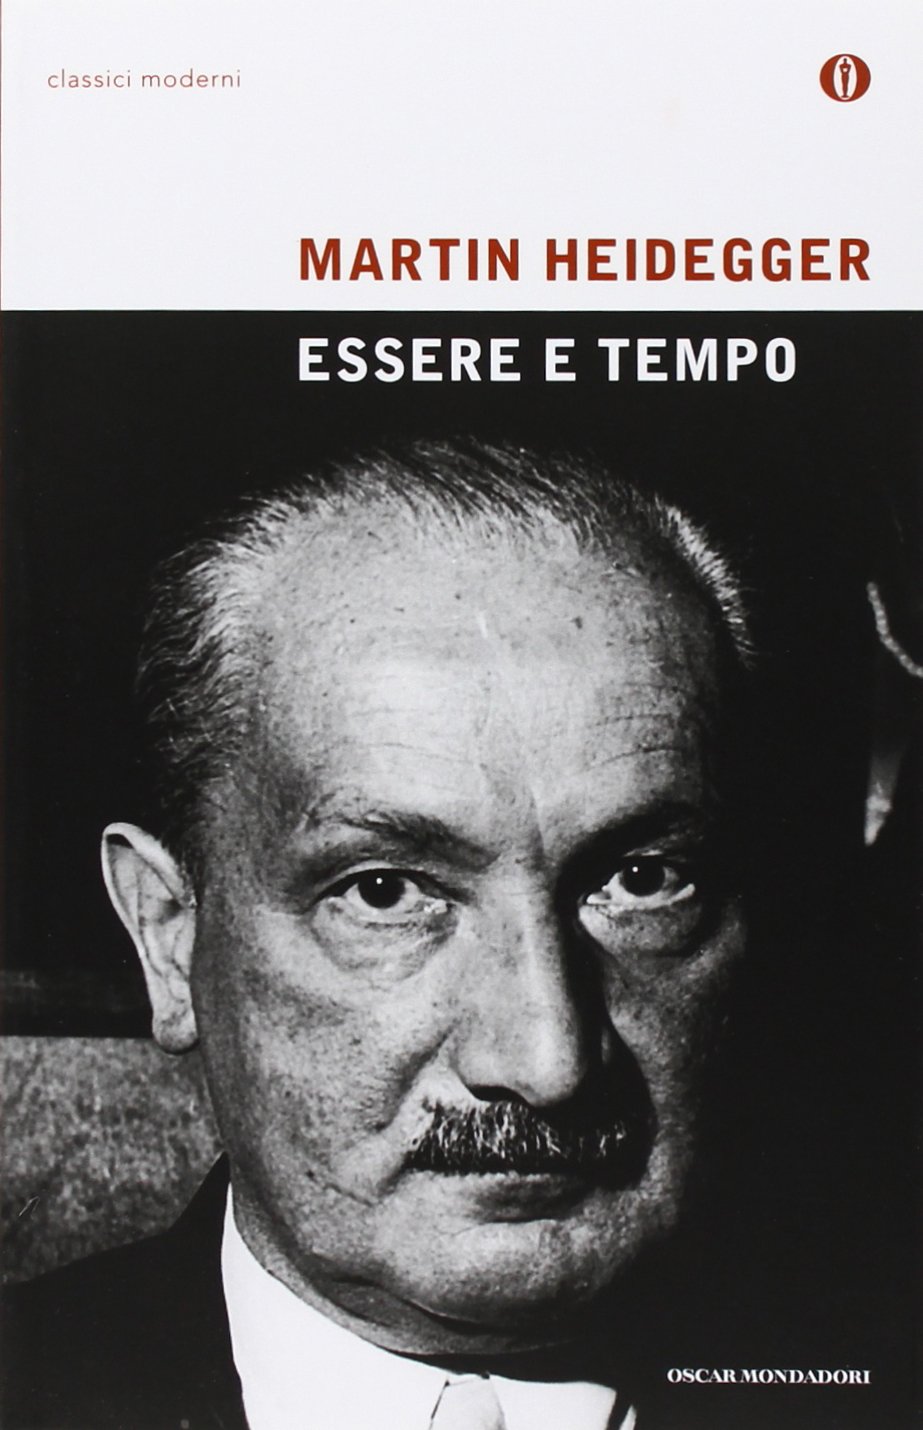 classici moderni
MARTIN HEIDEGGER
ESSERE E TEMPO
OSCAR MONDADORI